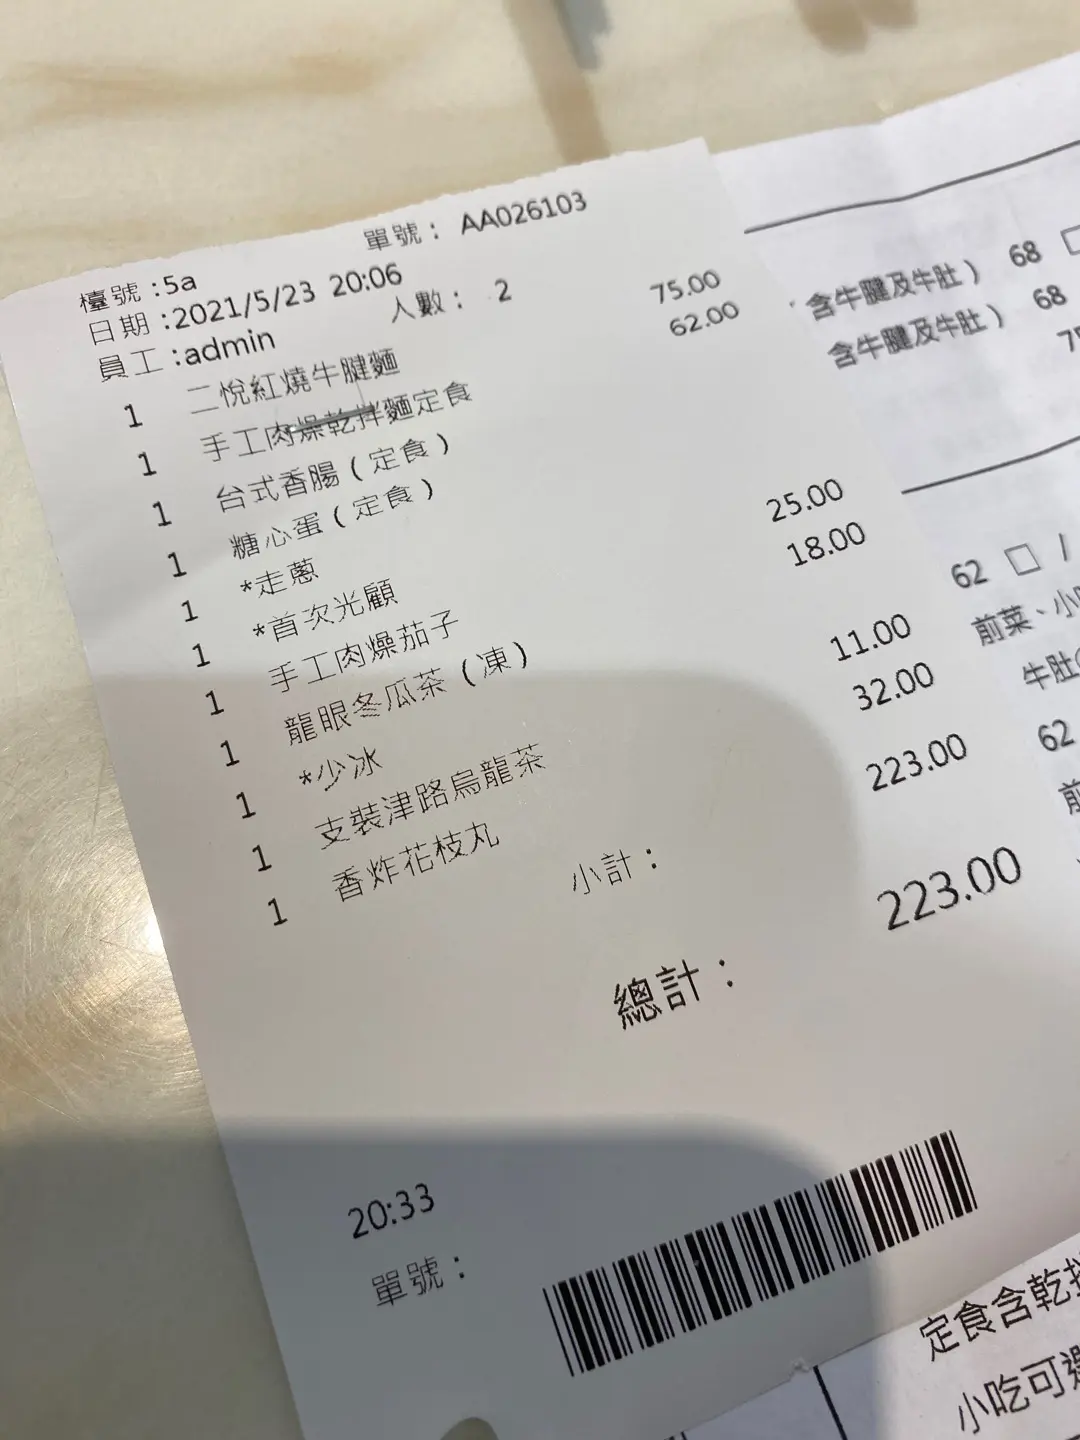 單號： AA026103
檯號：5a
日期：2021/5/23 20:06
員工：admin 人數： 2
1 二悅紅燒牛腱麵 75.00
1 手工肉燥乾拌麵定食 62.00
1 台式香腸（定食）
1 糖心蛋（定食）
1 *走蔥
1 *首次光顧
1 手工肉燥茄子 25.00
1 龍眼冬瓜茶（凍） 18.00
1 *少冰
1 支裝津路烏龍茶 11.00
1 香炸花枝丸 32.00
小計： 223.00
總計： 223.00
20:33
單號：
含牛腱及牛肚） 68 □
含牛腱及牛肚） 68
62 □ /
前菜、小
牛肚
62
前
定食含乾
小吃可